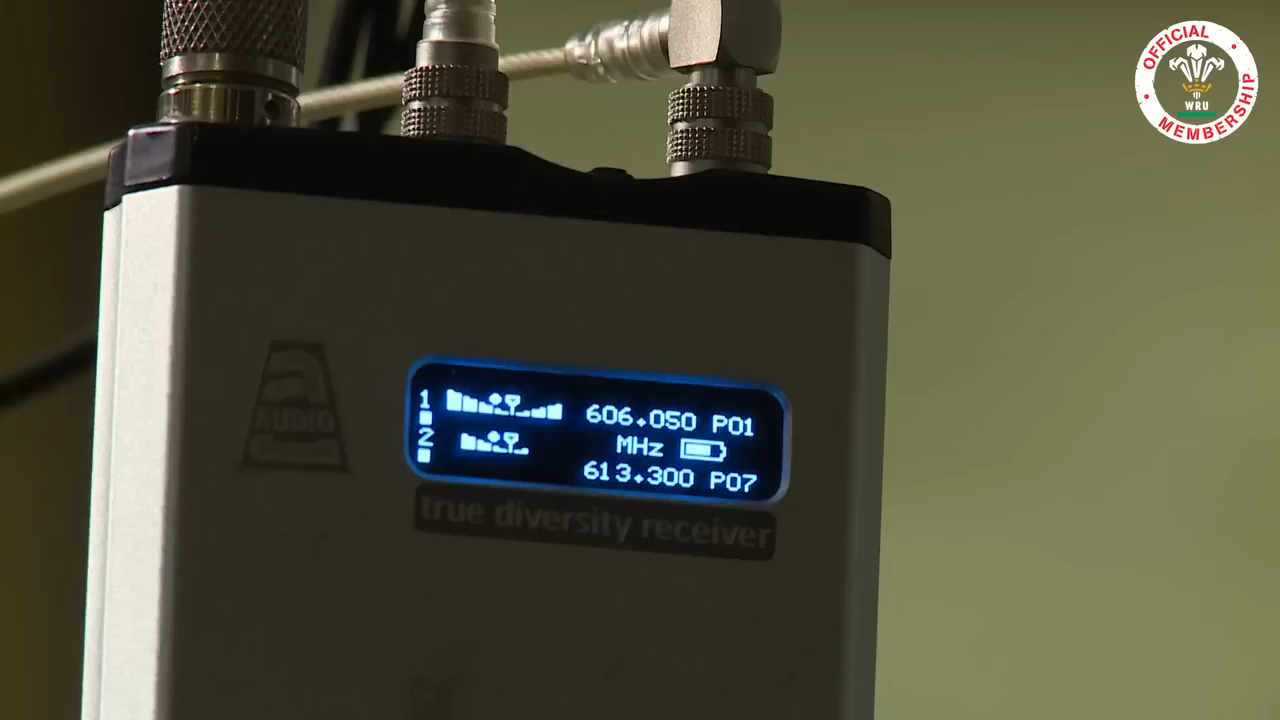 OFFICIAL
WRU
MEMBERSHIP
AUDIO
1 606.050 P01
MHz
2 613.300 P07
true diversity receiver